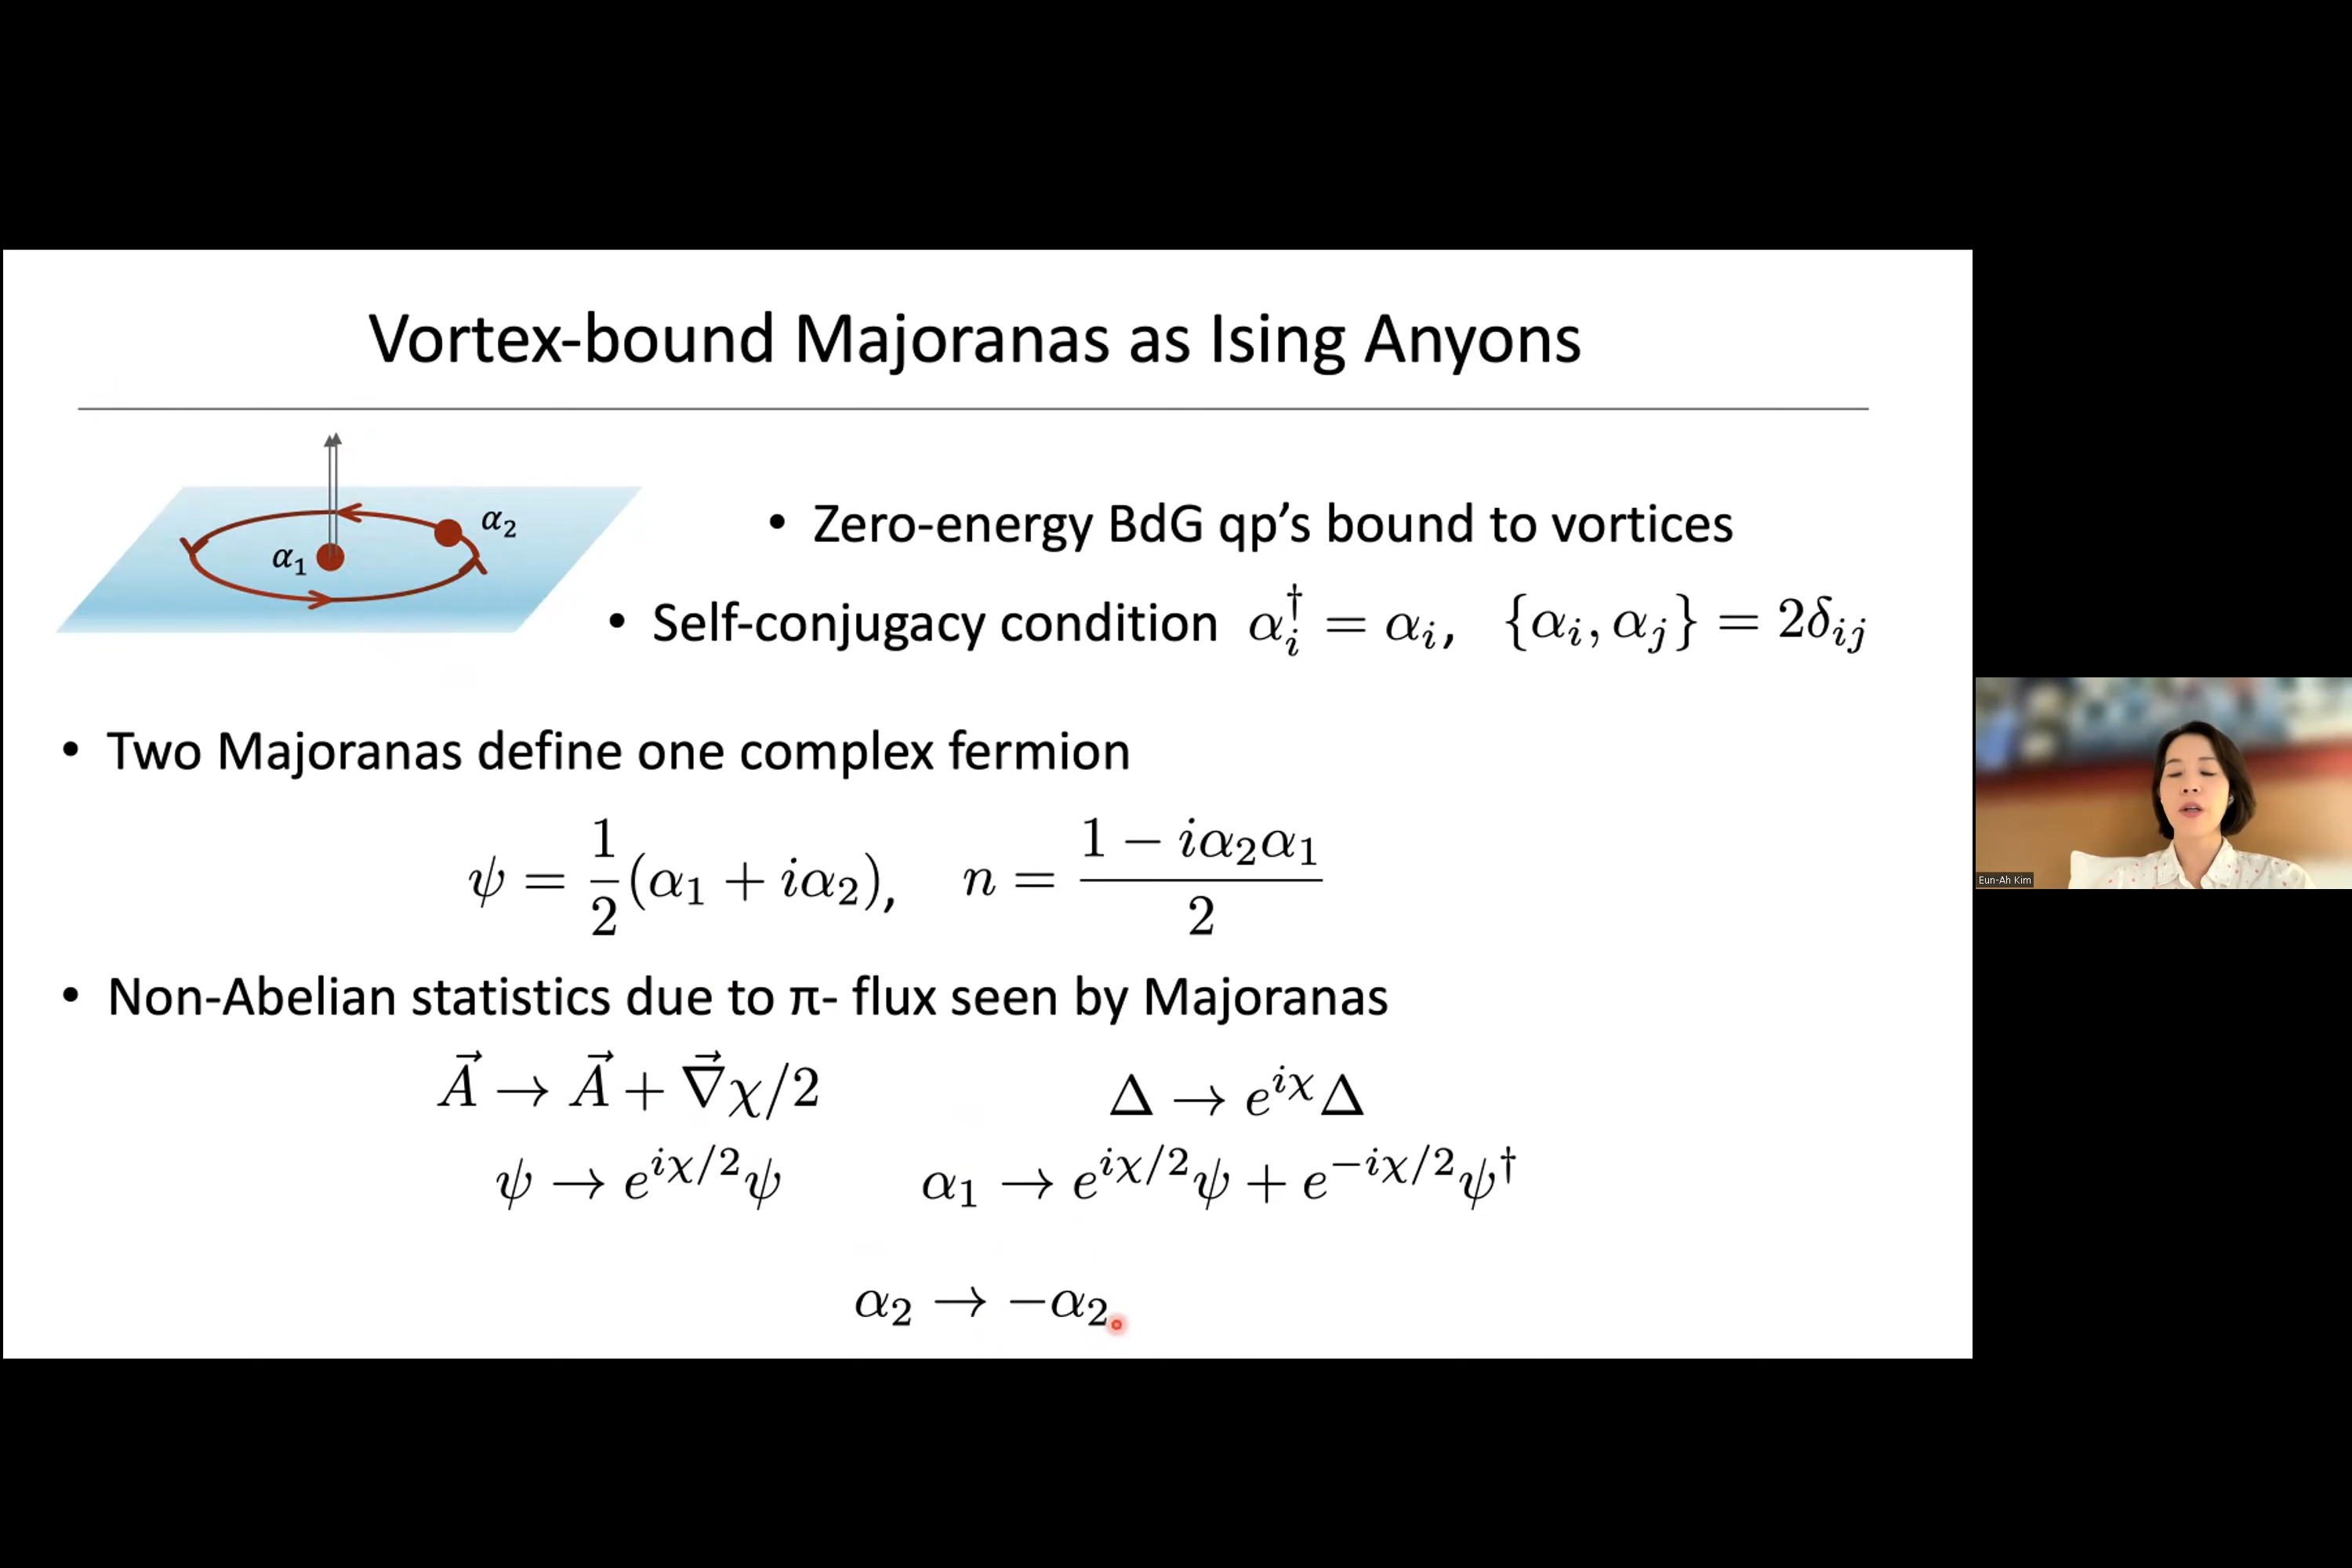 Vortex-bound Majoranas as Ising Anyons
α₂
α₁
• Zero-energy BdG qp’s bound to vortices
• Self-conjugacy condition αᵢ† = αᵢ, {αᵢ, αⱼ} = 2δᵢⱼ
• Two Majoranas define one complex fermion
ψ = 1/2 (α₁ + iα₂), n = (1 − iα₂α₁)/2
• Non-Abelian statistics due to π- flux seen by Majoranas
A⃗ → A⃗ + ∇⃗χ/2 Δ → e^{iχ}Δ
ψ → e^{iχ/2}ψ α₁ → e^{iχ/2}ψ + e^{−iχ/2}ψ†
α₂ → −α₂
Eun-Ah Kim